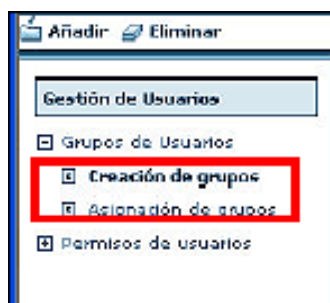 Añadir Eliminar
Gestión de Usuarios
Grupos de Usuarios
Creación de grupos
Asignación de grupos
Permisos de usuarios